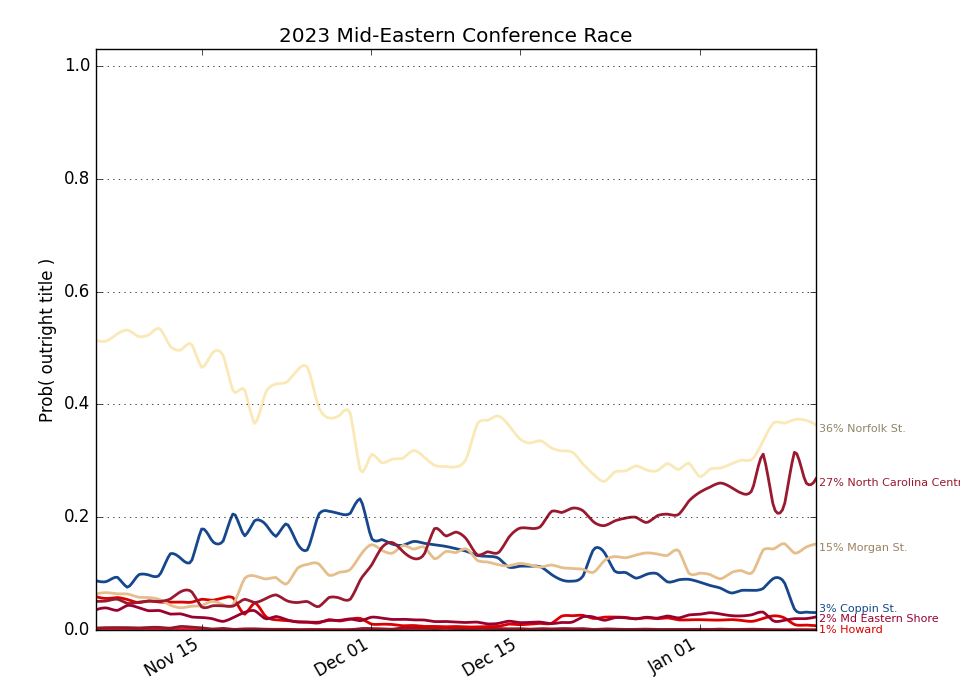 2023 Mid-Eastern Conference Race
Prob( outright title )
1.0
0.8
0.6
0.4
0.2
0.0
Nov 15
Dec 01
Dec 15
Jan 01
36% Norfolk St.
27% North Carolina Centr
15% Morgan St.
3% Coppin St.
2% Md Eastern Shore
1% Howard